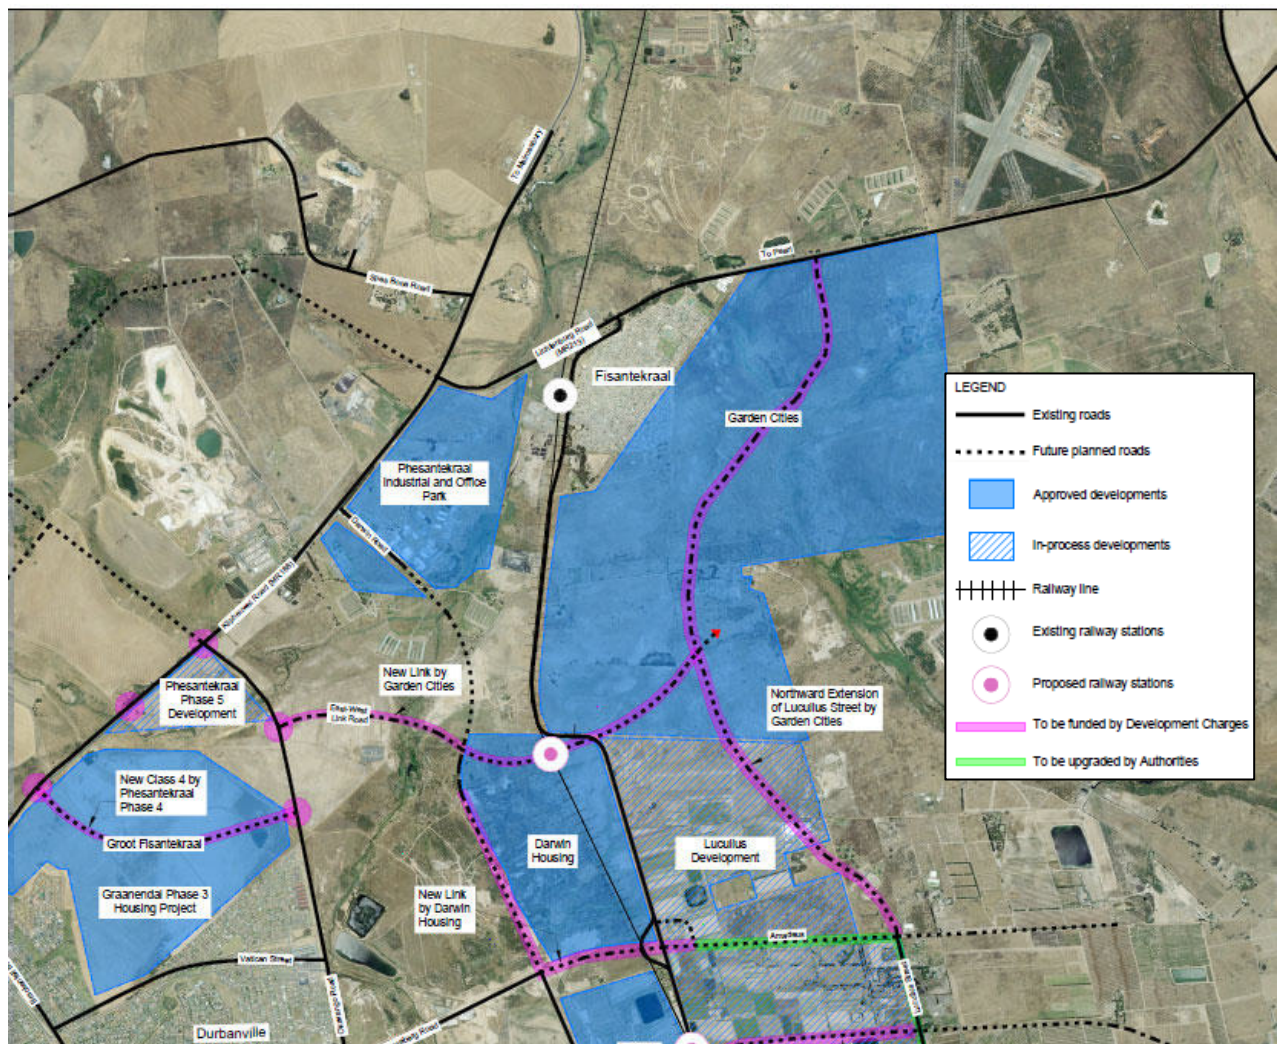 To Malmesbury
To Paarl
Spes Bona Road
Lichtenburg Road
(MR215)
Fisantekraal
Garden Cities
LEGEND
Existing roads
Future planned roads
Approved developments
In-process developments
Railway line
Existing railway stations
Proposed railway stations
To be funded by Development Charges
To be upgraded by Authorities
Phesantekraal
Industrial and Office
Park
Darwin Road
Klipheuwel Road (MR188)
New Link by
Garden Cities
Phesantekraal
Phase 5
Development
East-West
Link Road
Northward Extension
of Lucullus Street by
Garden Cities
New Class 4 by
Phesantekraal
Phase 4
Groot Fisantekraal
Darwin
Housing
Lucullus
Development
Graanendal Phase 3
Housing Project
New Link
by Darwin
Housing
Amadeus
Vatican Street
Durbanville
Road